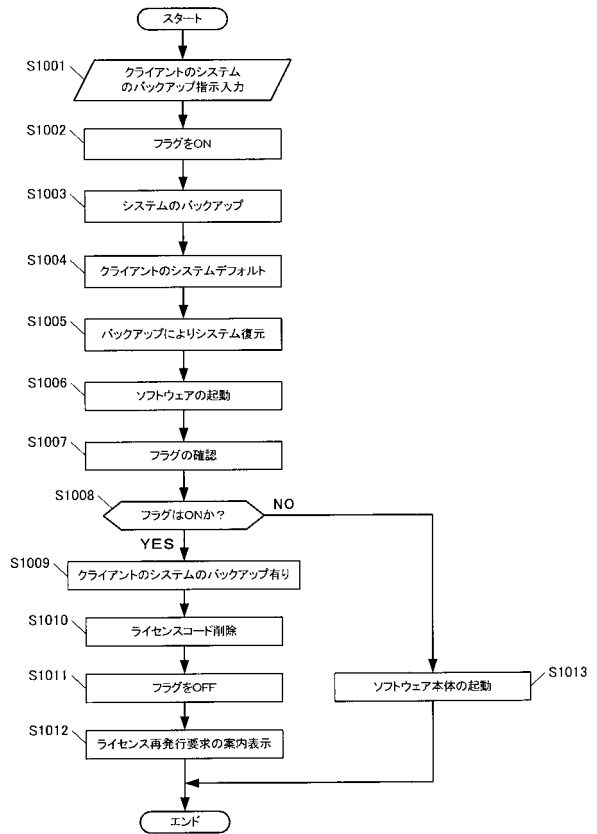 スタート
S1001
クライアントのシステム
のバックアップ指示入力
S1002
フラグをON
S1003
システムのバックアップ
S1004
クライアントのシステムデフォルト
S1005
バックアップによりシステム復元
S1006
ソフトウェアの起動
S1007
フラグの確認
S1008
フラグはONか？
NO
YES
S1009
クライアントのシステムのバックアップ有り
S1010
ライセンスコード削除
S1011
フラグをOFF
S1013
ソフトウェア本体の起動
S1012
ライセンス再発行要求の案内表示
エンド